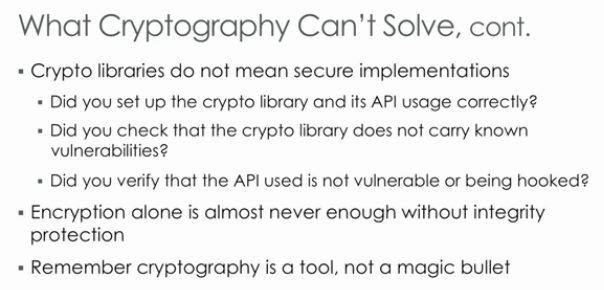 What Cryptography Can't Solve, cont.
▪ Crypto libraries do not mean secure implementations
▪ Did you set up the crypto library and its API usage correctly?
▪ Did you check that the crypto library does not carry known
vulnerabilities?
▪ Did you verify that the API used is not vulnerable or being hooked?
▪ Encryption alone is almost never enough without integrity
protection
▪ Remember cryptography is a tool, not a magic bullet